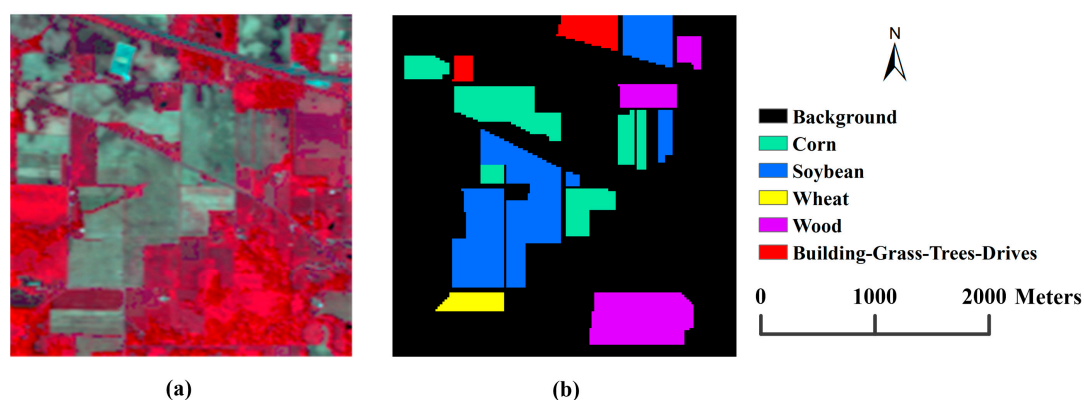 N
Background
Corn
Soybean
Wheat
Wood
Building-Grass-Trees-Drives
0 1000 2000 Meters
(a) (b)